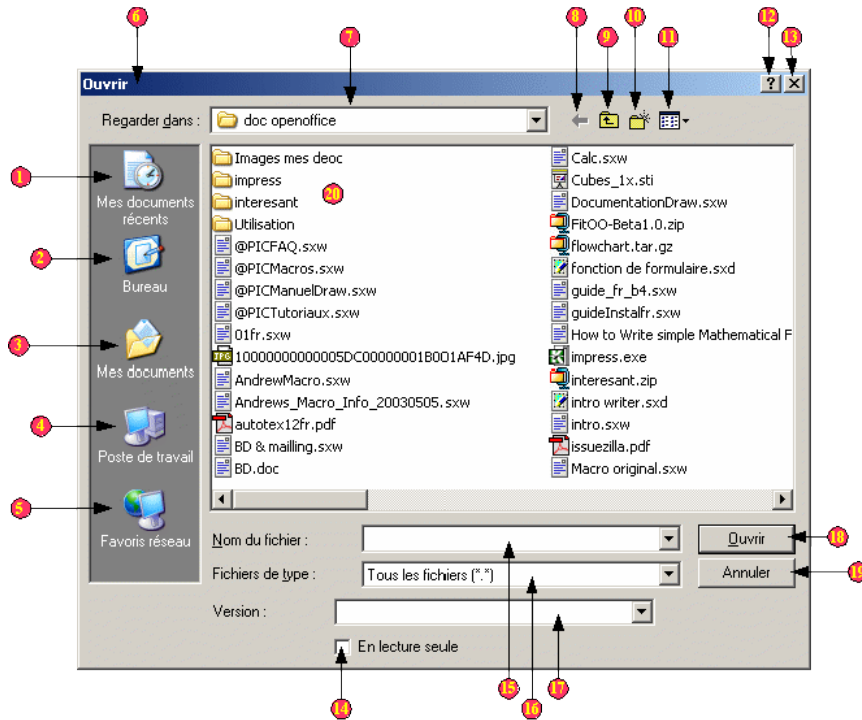 6
7
8
9
10
11
12
13
Ouvrir
?
Regarder dans :
doc openoffice
1
Mes documents
récents
2
Bureau
3
Mes documents
4
Poste de travail
5
Favoris réseau
Images mes deoc
impress
20
interesant
Utilisation
@PICFAQ.sxw
@PICMacros.sxw
@PICManuelDraw.sxw
@PICTutoriaux.sxw
01fr.sxw
JPG
10000000000005DC00000001B001AF4D.jpg
AndrewMacro.sxw
Andrews_Macro_Info_20030505.sxw
autotex12fr.pdf
BD & mailling.sxw
BD.doc
Calc.sxw
Cubes_1x.sti
DocumentationDraw.sxw
FitOO-Beta1.0.zip
flowchart.tar.gz
fonction de formulaire.sxd
guide_fr_b4.sxw
guideInstalfr.sxw
How to Write simple Mathematical F
impress.exe
interesant.zip
intro writer.sxd
intro.sxw
issuezilla.pdf
Macro original.sxw
Nom du fichier :
Ouvrir
18
Fichiers de type :
Tous les fichiers (*.*)
Annuler
19
Version :
En lecture seule
14
15
16
17